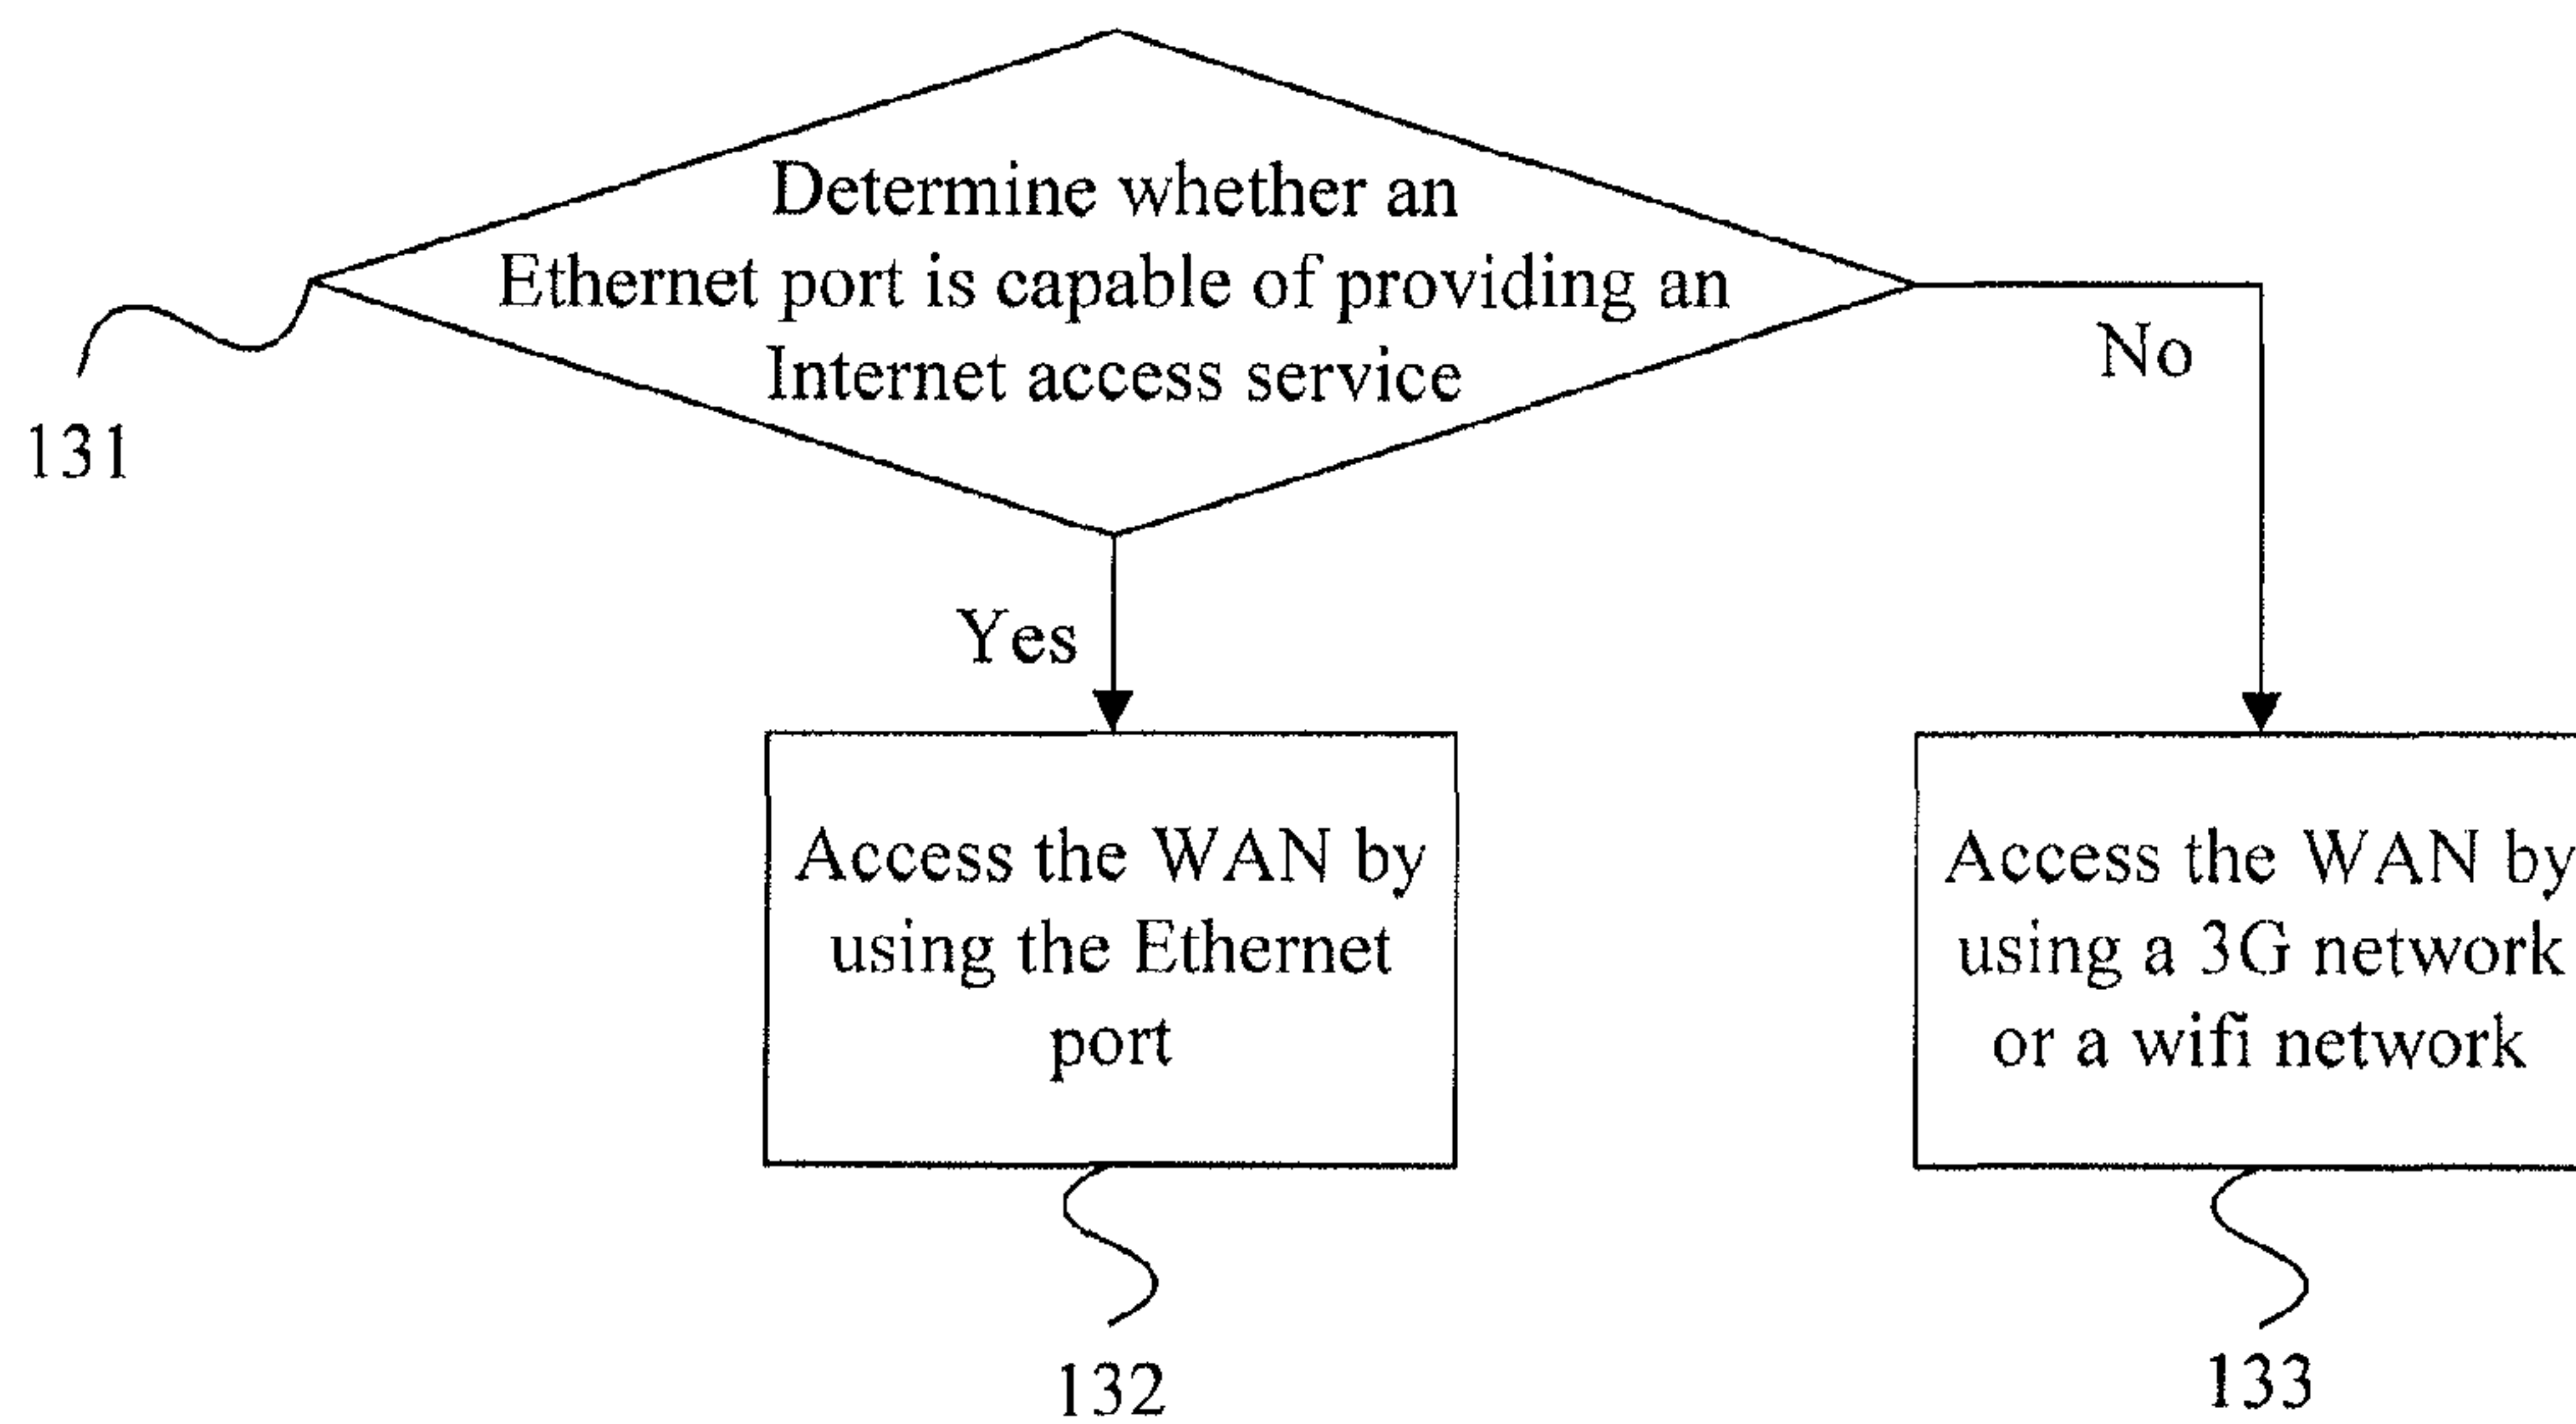 Determine whether an
Ethernet port is capable of providing an
Internet access service
131
No
Yes
Access the WAN by
using the Ethernet
port
Access the WAN by
using a 3G network
or a wifi network
132
133